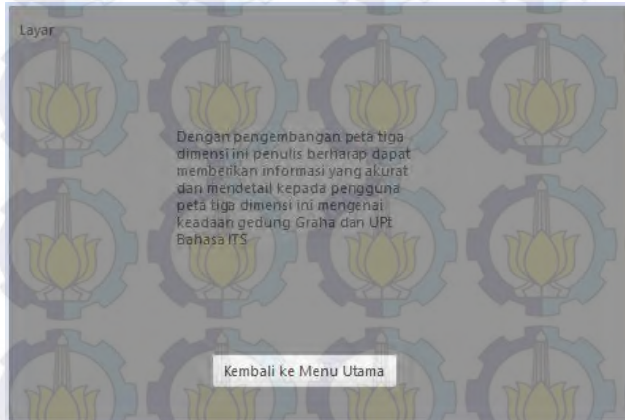 Layar
Dengan pengembangan peta tiga
dimensi ini penulis berharap dapat
memberikan informasi yang akurat
dan mendetail kepada pengguna
peta tiga dimensi ini mengenai
keadaan gedung Graha dan UPt
Bahasa ITS
Kembali ke Menu Utama